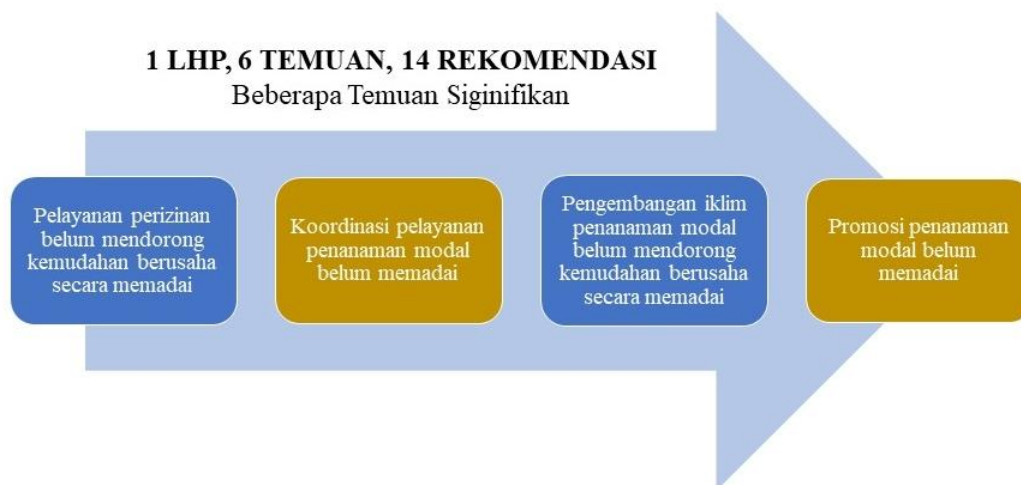 1 LHP, 6 TEMUAN, 14 REKOMENDASI
Beberapa Temuan Siginifikan
Pelayanan perizinan
belum mendorong
kemudahan berusaha
secara memadai
Koordinasi pelayanan
penanaman modal
belum memadai
Pengembangan iklim
penanaman modal
belum mendorong
kemudahan berusaha
secara memadai
Promosi penanaman
modal belum
memadai